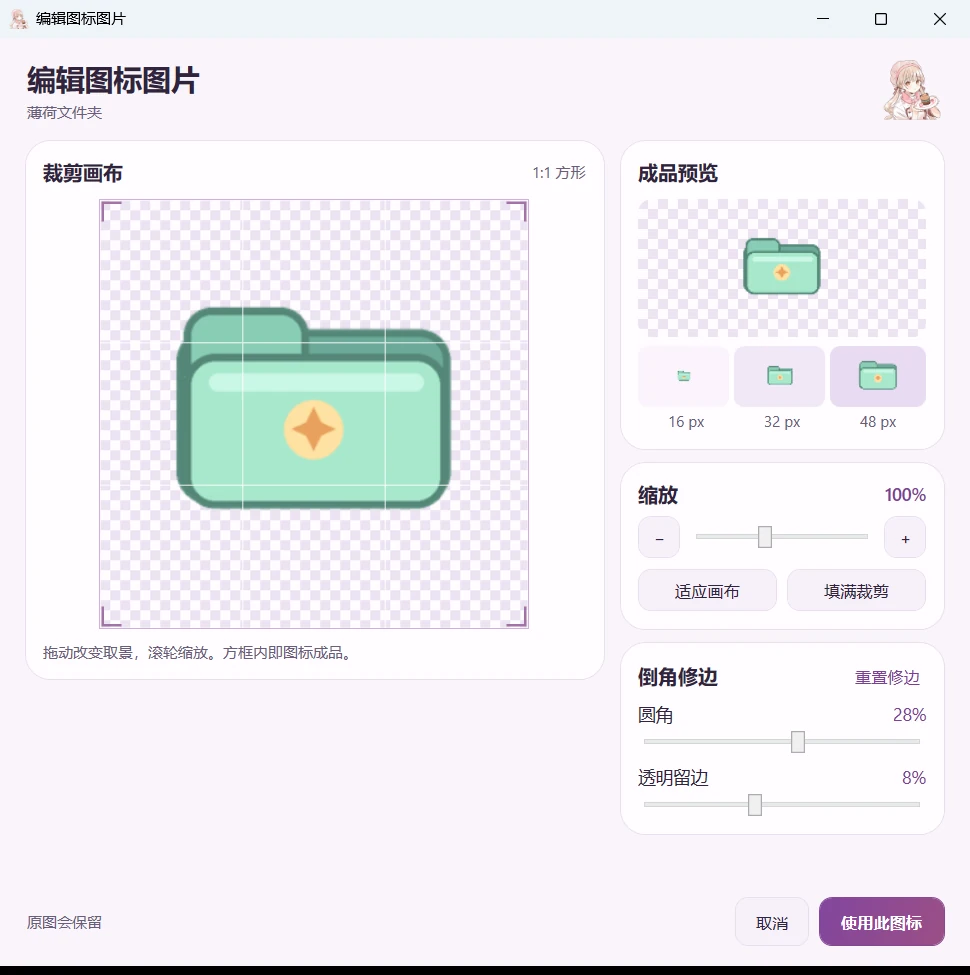 编辑图标图片
编辑图标图片
薄荷文件夹
裁剪画布
1:1 方形
拖动改变取景，滚轮缩放。方框内即图标成品。
成品预览
16 px
32 px
48 px
缩放
100%
−
+
适应画布
填满裁剪
倒角修边
重置修边
圆角
28%
透明留边
8%
原图会保留
取消
使用此图标